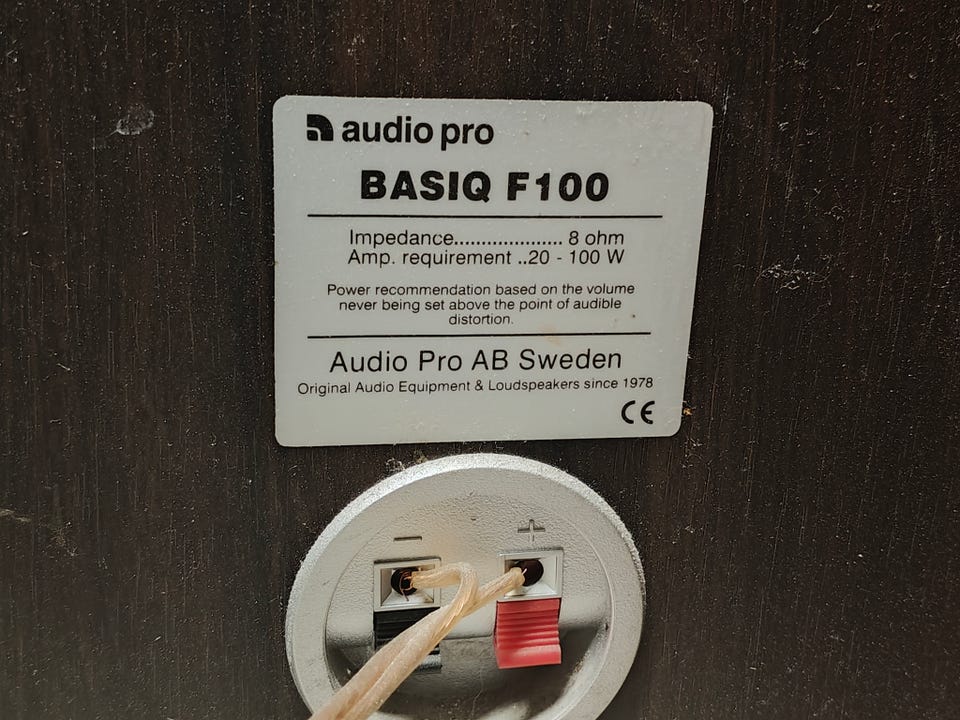 audio pro
BASIQ F100
Impedance.................... 8 ohm
Amp. requirement ..20 - 100 W
Power recommendation based on the volume
never being set above the point of audible
distortion.
Audio Pro AB Sweden
Original Audio Equipment & Loudspeakers since 1978
CE
− +